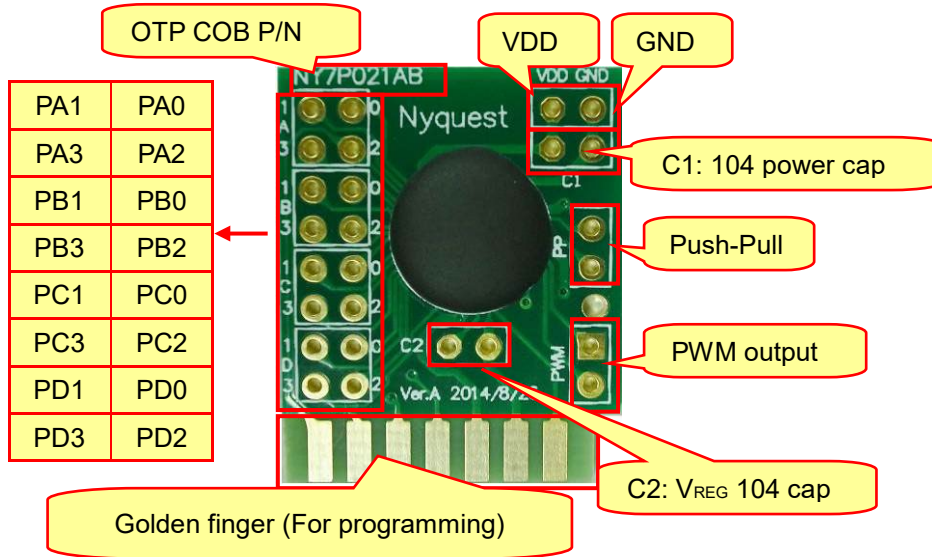 OTP COB P/N
VDD
GND
NY7P021AB
VDD GND
PA1 PA0
PA3 PA2
PB1 PB0
PB3 PB2
PC1 PC0
PC3 PC2
PD1 PD0
PD3 PD2
1 0
A
3 2
1 0
B
3 2
1 0
C
3 2
1 0
D
3 2
Nyquest
C1
C1: 104 power cap
PP
Push-Pull
C2
PWM
PWM output
Ver.A 2014/8/
C2: VREG 104 cap
Golden finger (For programming)